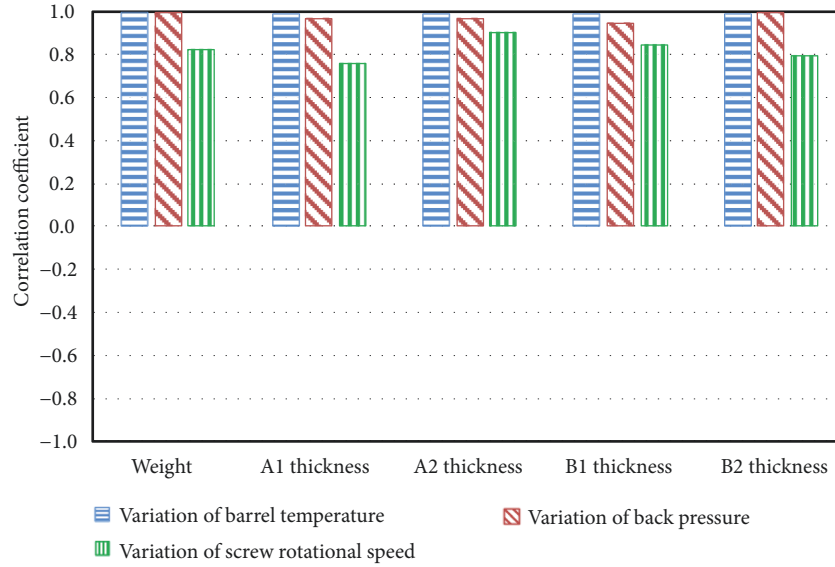 Correlation coefficient
1.0
0.8
0.6
0.4
0.2
0.0
−0.2
−0.4
−0.6
−0.8
−1.0
Weight A1 thickness A2 thickness B1 thickness B2 thickness
Variation of barrel temperature Variation of back pressure
Variation of screw rotational speed